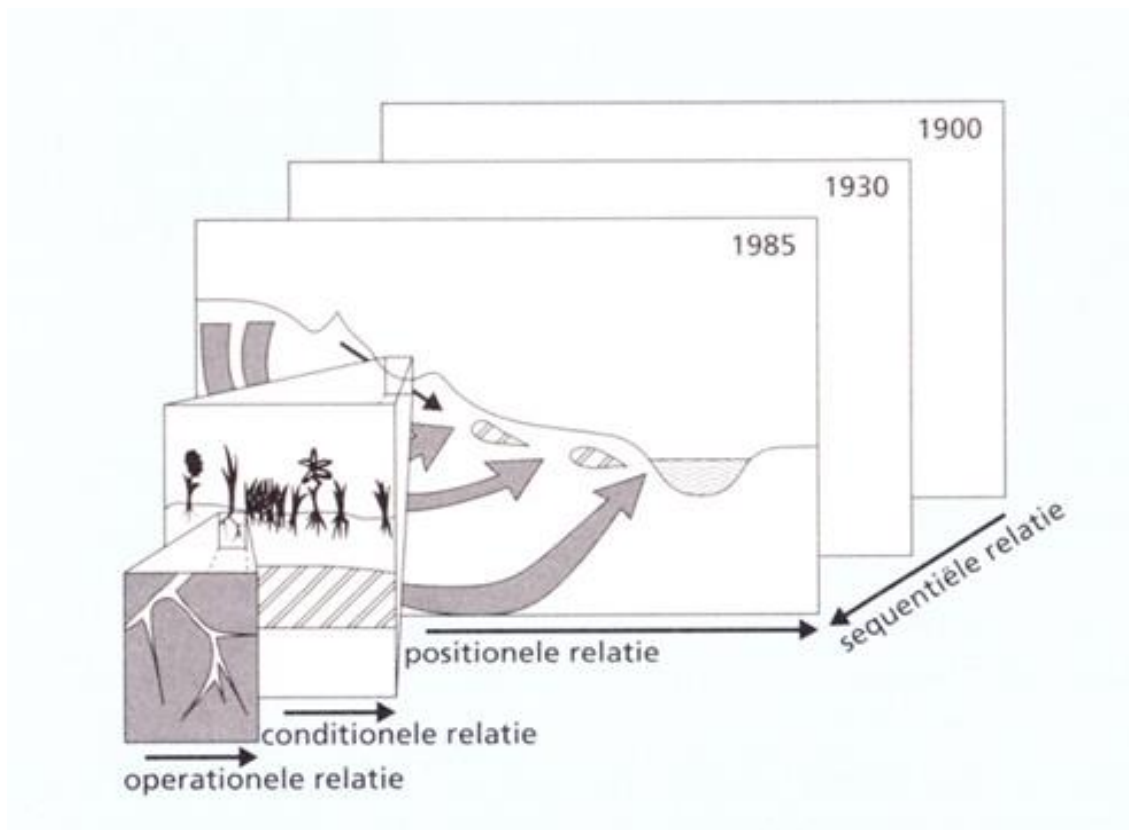 1900
1930
1985
sequentiële relatie
positionele relatie
conditionele relatie
operationele relatie